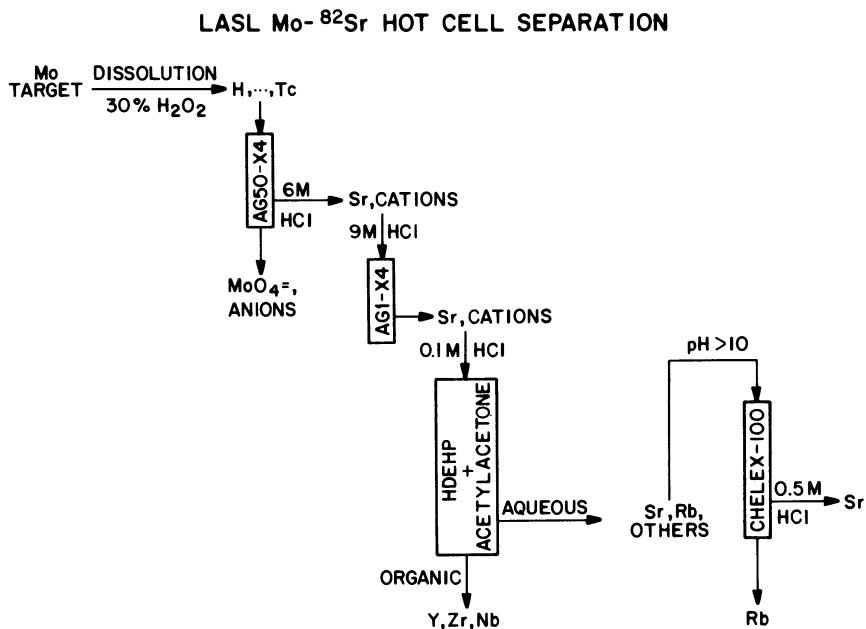 LASL Mo-⁸²Sr HOT CELL SEPARATION
Mo
TARGET
DISSOLUTION
30% H₂O₂
H,···,Tc
AG50-X4
6M
HCl
Sr,CATIONS
MoO₄=,
ANIONS
9M HCl
AG1-X4
Sr, CATIONS
0.1M HCl
HDEHP
+
ACETYLACETONE
AQUEOUS
ORGANIC
Y,Zr,Nb
pH >10
Sr,Rb,
OTHERS
CHELEX-100
0.5M
HCl
Sr
Rb